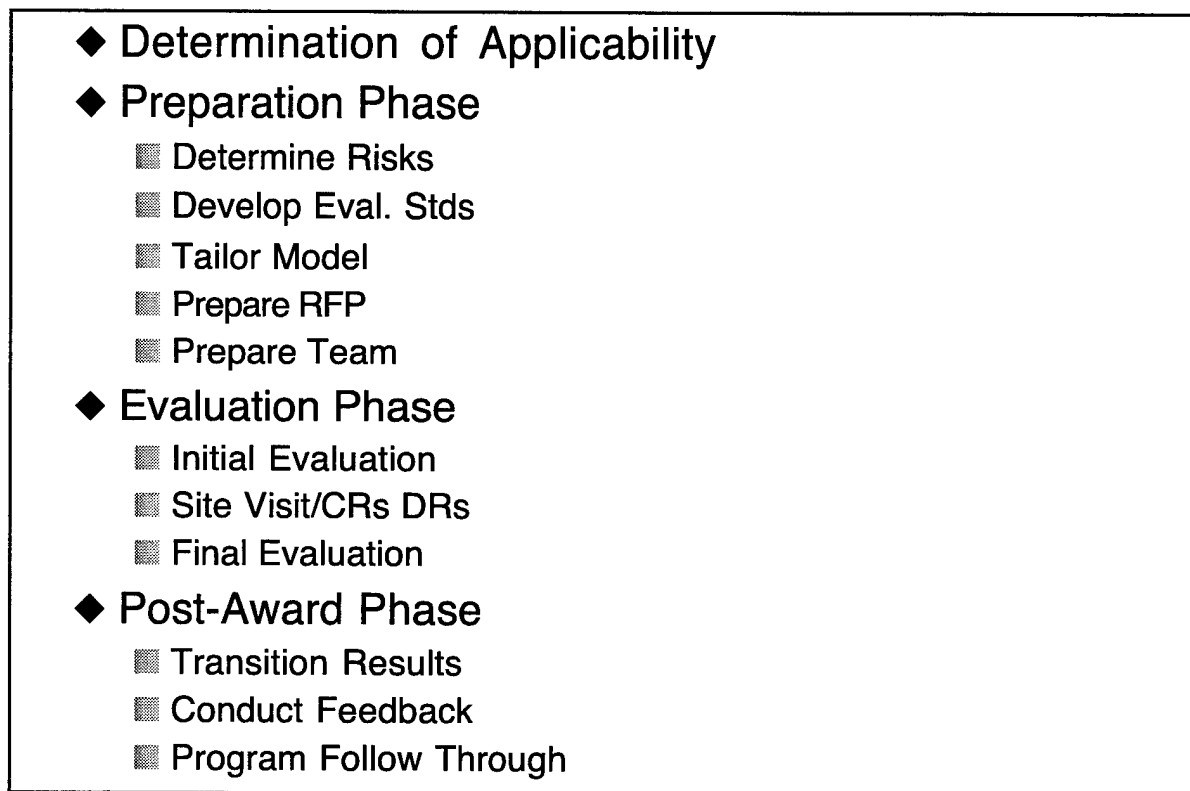 ◆ Determination of Applicability
◆ Preparation Phase
Determine Risks
Develop Eval. Stds
Tailor Model
Prepare RFP
Prepare Team
◆ Evaluation Phase
Initial Evaluation
Site Visit/CRs DRs
Final Evaluation
◆ Post-Award Phase
Transition Results
Conduct Feedback
Program Follow Through